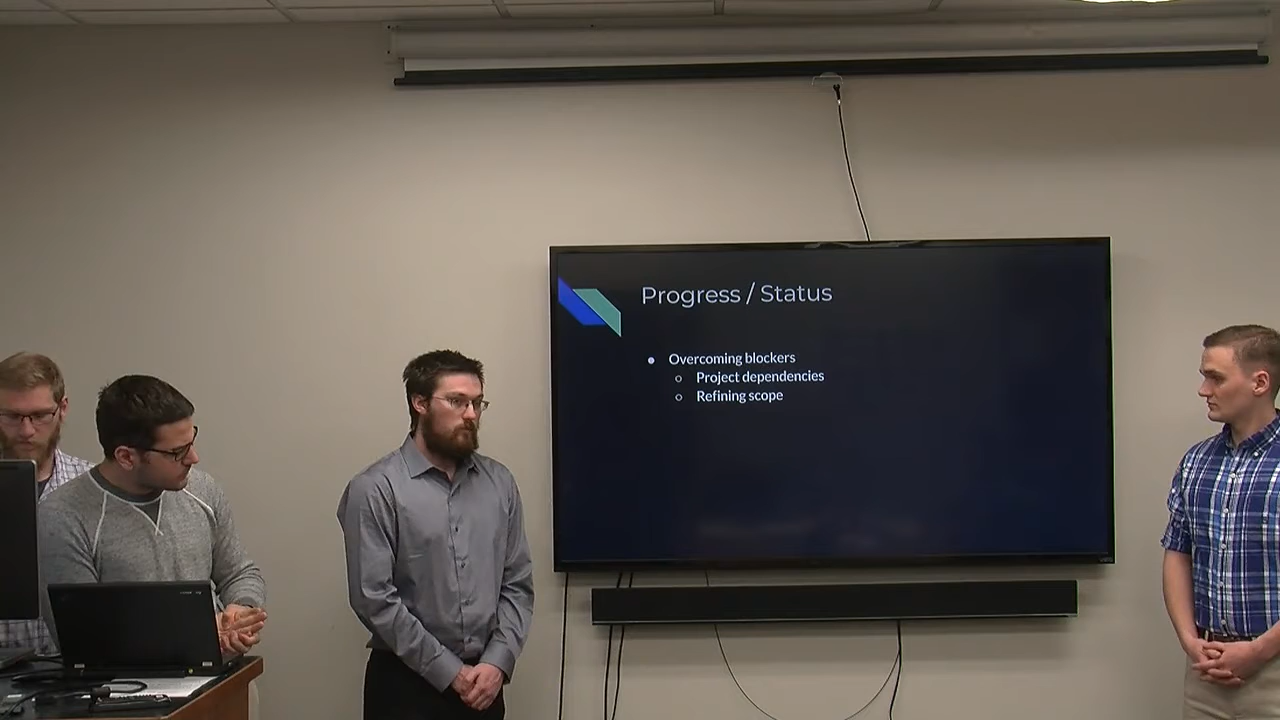 Progress / Status
Overcoming blockers
Project dependencies
Refining scope